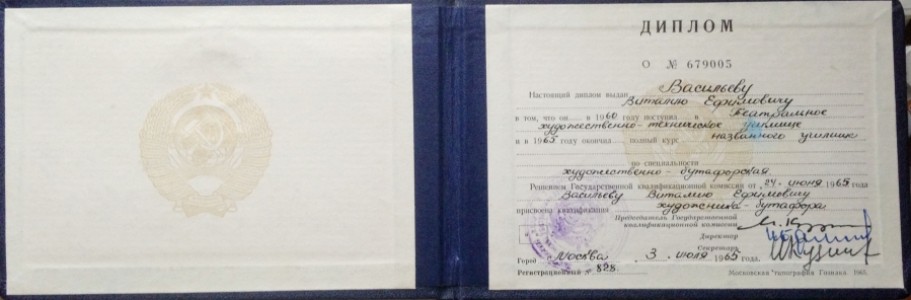 ДИПЛОМ
О № 679005
Настоящий диплом выдан Васильеву
Виталию Ефимовичу
в том, что он в 1960 году поступил в Театральное
художественно-техническое училище
и в 1965 году окончил полный курс названного училища
по специальности
художественно-бутафорская
Решением Государственной квалификационной комиссии от 24 июня 1965 года
Васильеву Виталию Ефимовичу
присвоена квалификация художника-бутафора
Председатель Государственной
квалификационной комиссии
Директор
Секретарь
Город Москва 3 июля 1965 года.
Регистрационный № 828.
Московская типография Гознака. 1965.